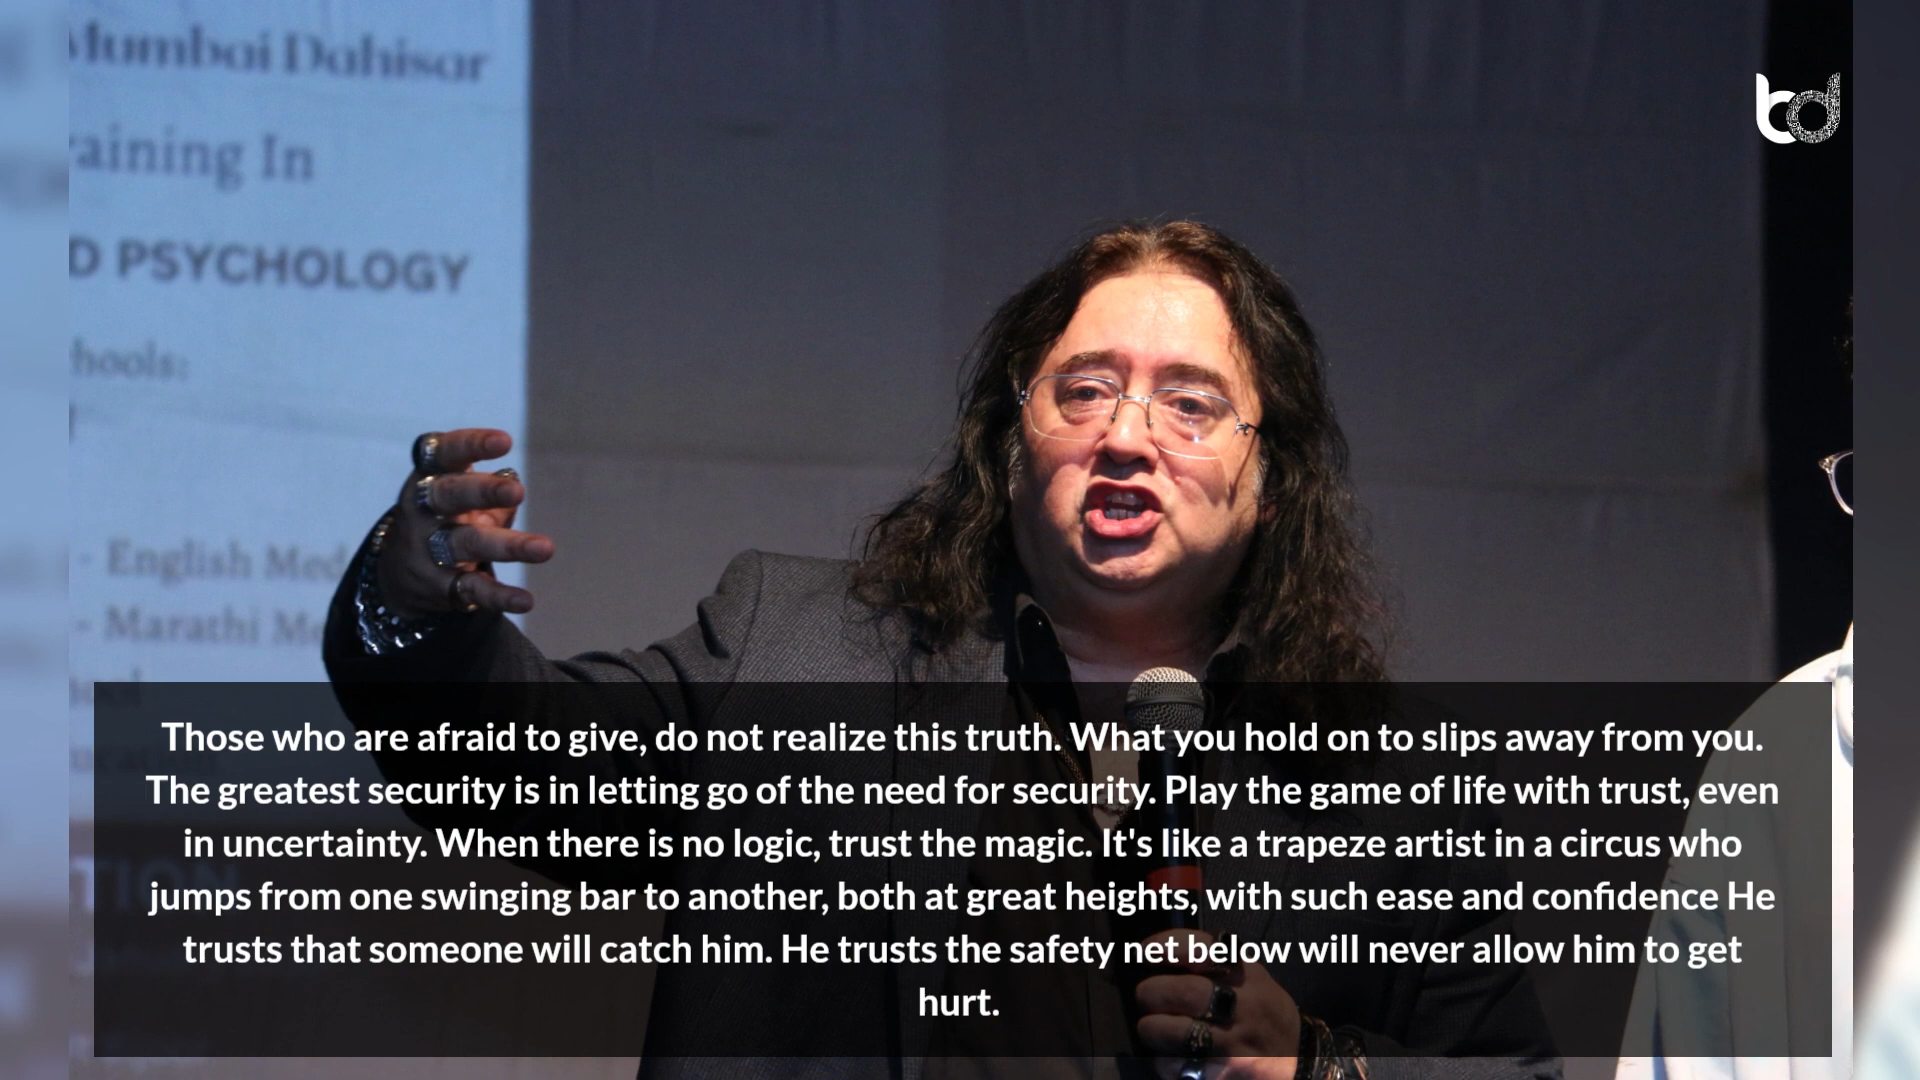 Mumbai Dahisar
raining In
D PSYCHOLOGY
hools:
- English Med
- Marathi Me
bd
Those who are afraid to give, do not realize this truth. What you hold on to slips away from you.
The greatest security is in letting go of the need for security. Play the game of life with trust, even
in uncertainty. When there is no logic, trust the magic. It's like a trapeze artist in a circus who
jumps from one swinging bar to another, both at great heights, with such ease and confidence He
trusts that someone will catch him. He trusts the safety net below will never allow him to get
hurt.